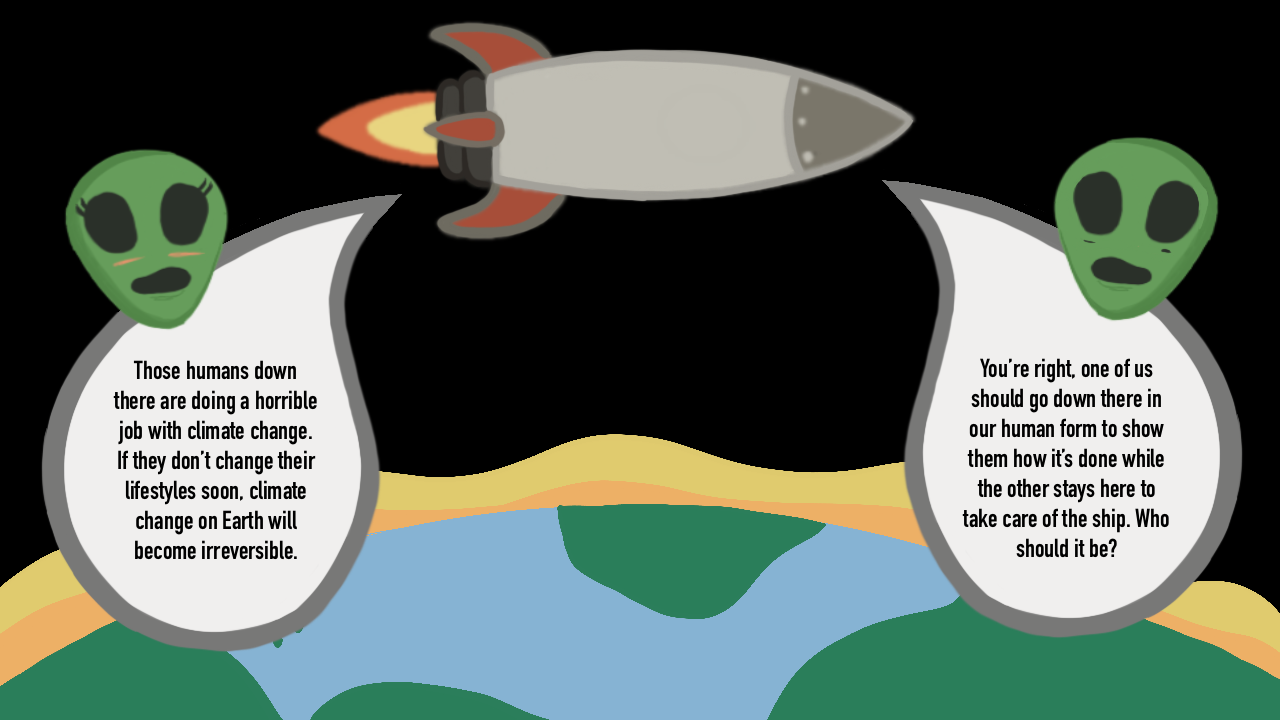 Those humans down
there are doing a horrible
job with climate change.
If they don't change their
lifestyles soon, climate
change on Earth will
become irreversible.
You're right, one of us
should go down there in
our human form to show
them how it's done while
the other stays here to
take care of the ship. Who
should it be?